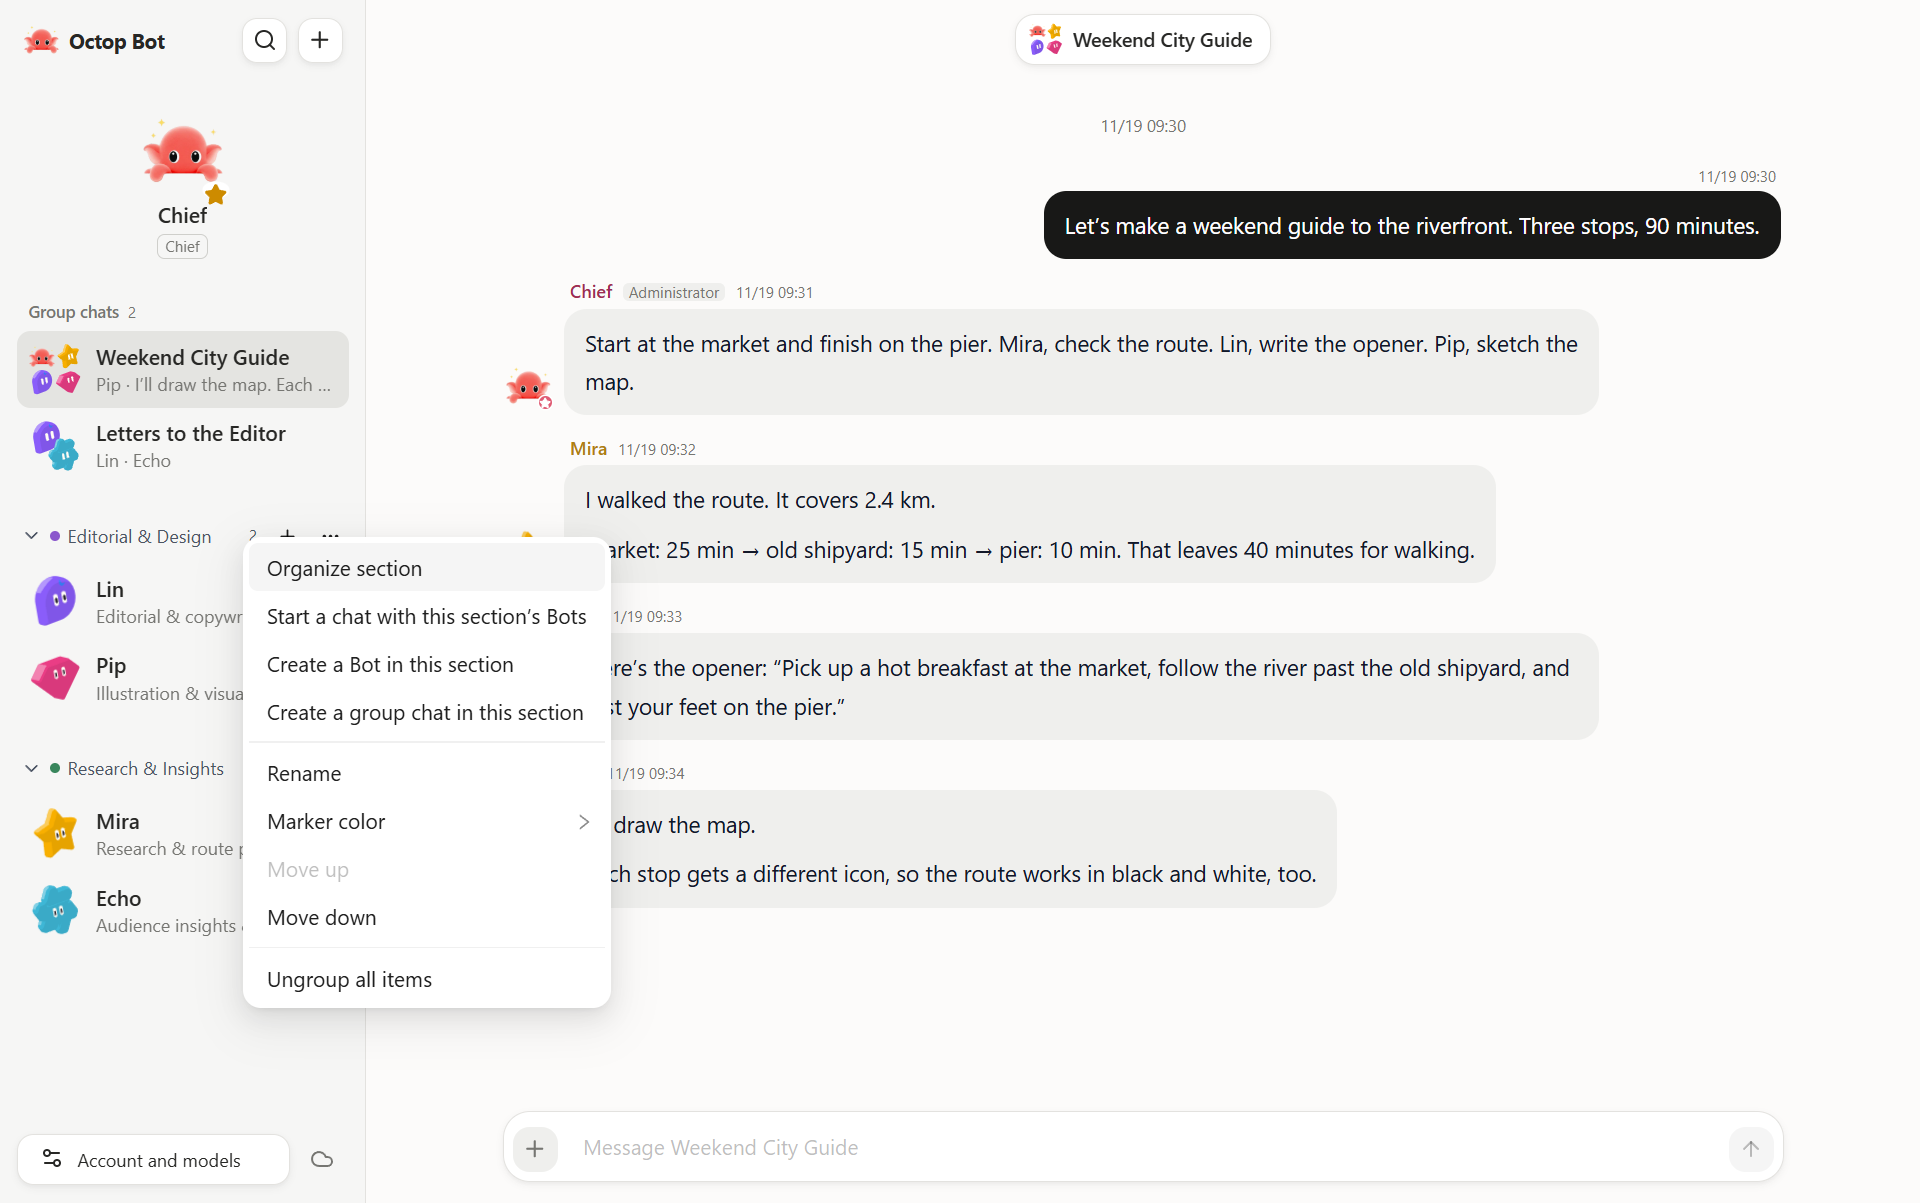 Octop Bot
Chief
Chief
Group chats 2
Weekend City Guide
Pip · I'll draw the map. Each ...
Letters to the Editor
Lin · Echo
Editorial & Design 2
Lin
Editorial & copywr
Pip
Illustration & visua
Research & Insights
Mira
Research & route p
Echo
Audience insights
Account and models
Organize section
Start a chat with this section's Bots
Create a Bot in this section
Create a group chat in this section
Rename
Marker color
Move up
Move down
Ungroup all items
Weekend City Guide
11/19 09:30
11/19 09:30
Let's make a weekend guide to the riverfront. Three stops, 90 minutes.
Chief Administrator 11/19 09:31
Start at the market and finish on the pier. Mira, check the route. Lin, write the opener. Pip, sketch the
map.
Mira 11/19 09:32
I walked the route. It covers 2.4 km.
arket: 25 min → old shipyard: 15 min → pier: 10 min. That leaves 40 minutes for walking.
1/19 09:33
re's the opener: “Pick up a hot breakfast at the market, follow the river past the old shipyard, and
st your feet on the pier.”
11/19 09:34
draw the map.
ch stop gets a different icon, so the route works in black and white, too.
Message Weekend City Guide